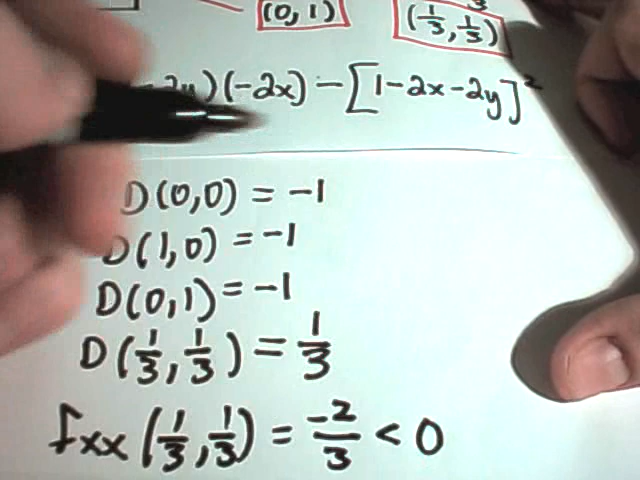 (0, 1) (1/3, 1/3)
-2y)(-2x) - [1-2x-2y]²
D(0,0) = -1
D(1,0) = -1
D(0,1) = -1
D(1/3, 1/3) = 1/3
fxx(1/3, 1/3) = -2/3 < 0